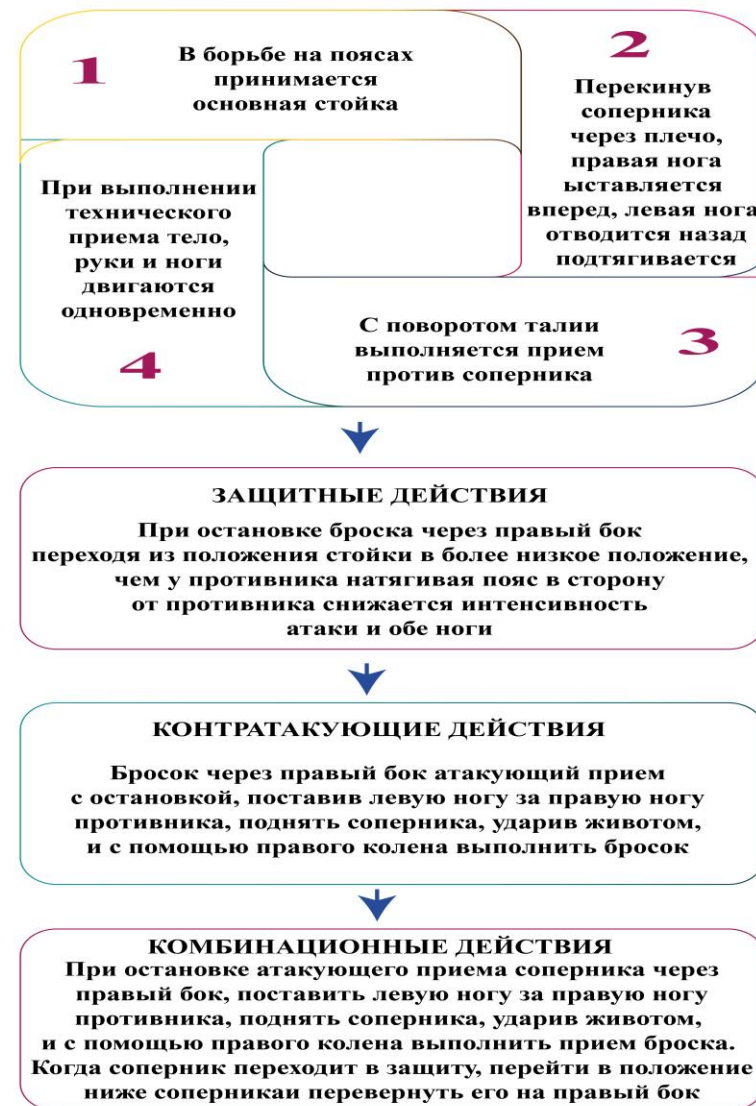 1
В борьбе на поясах
принимается
основная стойка
2
Перекинув
соперника
через плечо,
правая нога
ыставляется
вперед, левая нога
отводится назад
подтягивается
С поворотом талии
выполняется прием
против соперника
3
При выполнении
технического
приема тело,
руки и ноги
двигаются
одновременно
4
ЗАЩИТНЫЕ ДЕЙСТВИЯ
При остановке броска через правый бок
переходя из положения стойки в более низкое положение,
чем у противника натягивая пояс в сторону
от противника снижается интенсивность
атаки и обе ноги
КОНТРАТАКУЮЩИЕ ДЕЙСТВИЯ
Бросок через правый бок атакующий прием
с остановкой, поставив левую ногу за правую ногу
противника, поднять соперника, ударив животом,
и с помощью правого колена выполнить бросок
КОМБИНАЦИОННЫЕ ДЕЙСТВИЯ
При остановке атакующего приема соперника через
правый бок, поставить левую ногу за правую ногу
противника, поднять соперника, ударив животом,
и с помощью правого колена выполнить прием броска.
Когда соперник переходит в защиту, перейти в положение
ниже соперникаи перевернуть его на правый бок